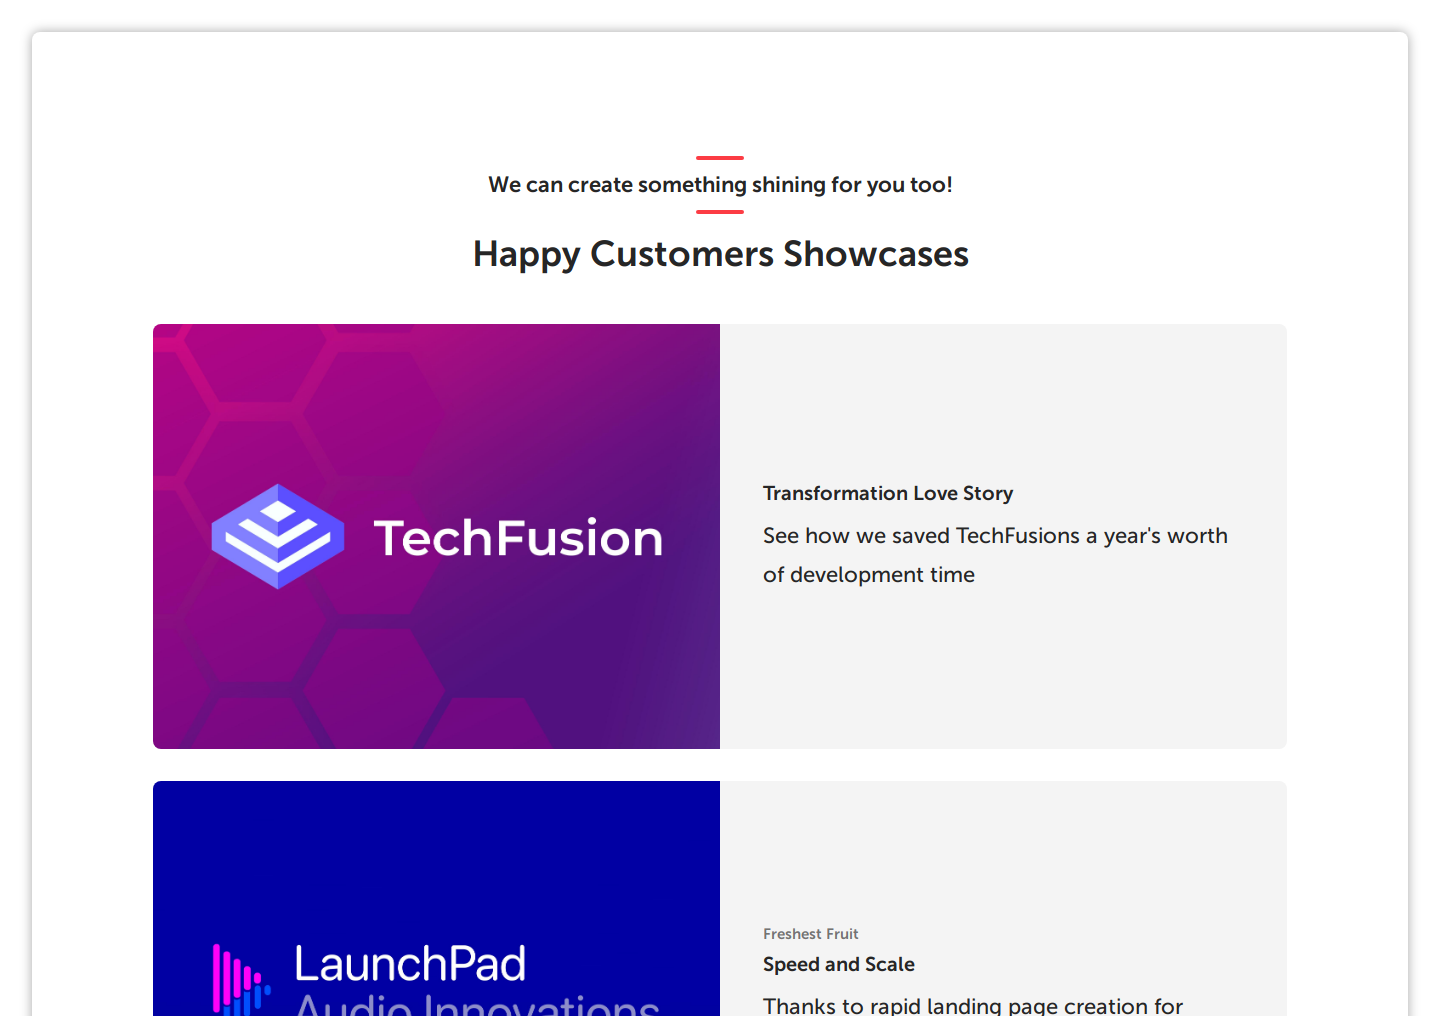 We can create something shining for you too!
Happy Customers Showcases
TechFusion
Transformation Love Story
See how we saved TechFusions a year's worth
of development time
LaunchPad
Audio Innovations
Freshest Fruit
Speed and Scale
Thanks to rapid landing page creation for